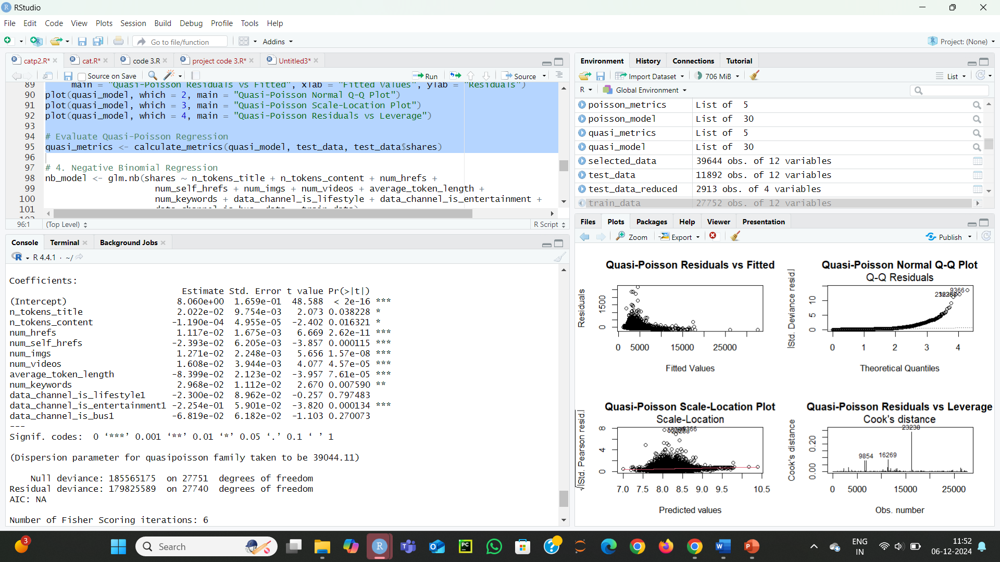 RStudio
File Edit Code View Plots Session Build Debug Profile Tools Help
Go to file/function Addins Project: (None)
catp2.R* cat.R* code 3.R project code 3.R* Untitled3*
Source on Save Run Source
89 main = "Quasi-Poisson Residuals vs Fitted", xlab = "Fitted Values", ylab = "Residuals")
90 plot(quasi_model, which = 2, main = "Quasi-Poisson Normal Q-Q Plot")
91 plot(quasi_model, which = 3, main = "Quasi-Poisson Scale-Location Plot")
92 plot(quasi_model, which = 4, main = "Quasi-Poisson Residuals vs Leverage")
93
94 # Evaluate Quasi-Poisson Regression
95 quasi_metrics <- calculate_metrics(quasi_model, test_data, test_data$shares)
96
97 # 4. Negative Binomial Regression
98 nb_model <- glm.nb(shares ~ n_tokens_title + n_tokens_content + num_hrefs +
99 num_self_hrefs + num_imgs + num_videos + average_token_length +
100 num_keywords + data_channel_is_lifestyle + data_channel_is_entertainment +
101 data_channel_is_bus, data = train_data)
96:1 (Top Level) R Script
Console Terminal Background Jobs
R 4.4.1 · ~/
Coefficients:
Estimate Std. Error t value Pr(>|t|)
(Intercept) 8.060e+00 1.659e-01 48.588 < 2e-16 ***
n_tokens_title 2.022e-02 9.754e-03 2.073 0.038228 *
n_tokens_content -1.190e-04 4.955e-05 -2.402 0.016321 *
num_hrefs 1.117e-02 1.675e-03 6.669 2.62e-11 ***
num_self_hrefs -2.393e-02 6.205e-03 -3.857 0.000115 ***
num_imgs 1.271e-02 2.248e-03 5.656 1.57e-08 ***
num_videos 1.608e-02 3.944e-03 4.077 4.57e-05 ***
average_token_length -8.399e-02 2.123e-02 -3.957 7.61e-05 ***
num_keywords 2.968e-02 1.112e-02 2.670 0.007590 **
data_channel_is_lifestyle1 -2.300e-02 8.962e-02 -0.257 0.797483
data_channel_is_entertainment1 -2.254e-01 5.901e-02 -3.820 0.000134 ***
data_channel_is_bus1 -6.819e-02 6.182e-02 -1.103 0.270073
---
Signif. codes: 0 ‘***’ 0.001 ‘**’ 0.01 ‘*’ 0.05 ‘.’ 0.1 ‘ ’ 1
(Dispersion parameter for quasipoisson family taken to be 39044.11)
Null deviance: 185565175 on 27751 degrees of freedom
Residual deviance: 179825589 on 27740 degrees of freedom
AIC: NA
Number of Fisher Scoring iterations: 6
Environment History Connections Tutorial
Import Dataset 706 MiB List
R Global Environment
poisson_metrics List of 5
poisson_model List of 30
quasi_metrics List of 5
quasi_model List of 30
selected_data 39644 obs. of 12 variables
test_data 11892 obs. of 12 variables
test_data_reduced 2913 obs. of 4 variables
train_data 27752 obs. of 12 variables
Files Plots Packages Help Viewer Presentation
Zoom Export Publish
Quasi-Poisson Residuals vs Fitted
Residuals
0 1500
0 5000 15000 25000
Fitted Values
Quasi-Poisson Normal Q-Q Plot
Q-Q Residuals
|Std. Deviance resid.|
0 5 10
9366
0 1 2 3 4
Theoretical Quantiles
Quasi-Poisson Scale-Location Plot
Scale-Location
√|Std. Pearson resid.|
0 4 8
9366
7.0 7.5 8.0 8.5 9.0 9.5 10.5
Predicted values
Quasi-Poisson Residuals vs Leverage
Cook's distance
Cook's distance
0.00 0.20
23238
9854 16269
0 5000 15000 25000
Obs. number
3
Search
ENG
IN
11:52
06-12-2024